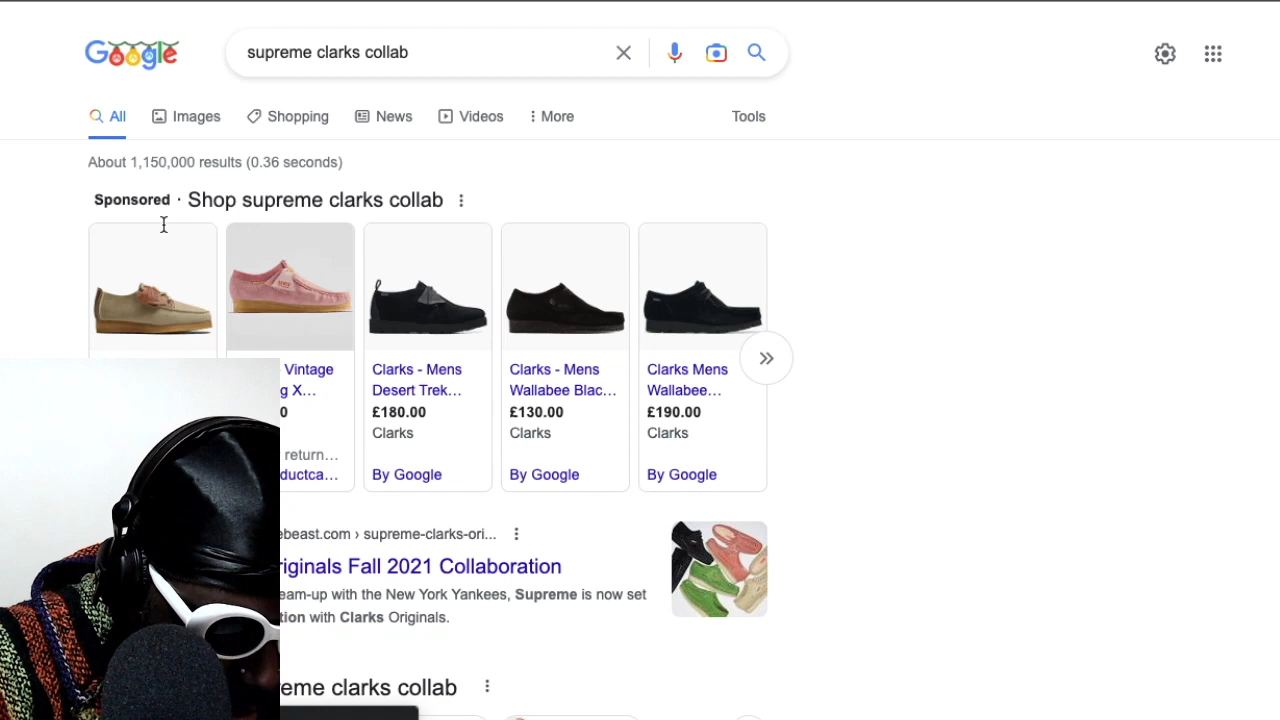 Google
supreme clarks collab
All
Images
Shopping
News
Videos
More
Tools
About 1,150,000 results (0.36 seconds)
Sponsored · Shop supreme clarks collab
Vintage
g X...
0
return...
ductca...
Clarks - Mens
Desert Trek...
£180.00
Clarks
By Google
Clarks - Mens
Wallabee Blac...
£130.00
Clarks
By Google
Clarks Mens
Wallabee...
£190.00
Clarks
By Google
ebeast.com › supreme-clarks-ori...
riginals Fall 2021 Collaboration
eam-up with the New York Yankees, Supreme is now set
tion with Clarks Originals.
eme clarks collab